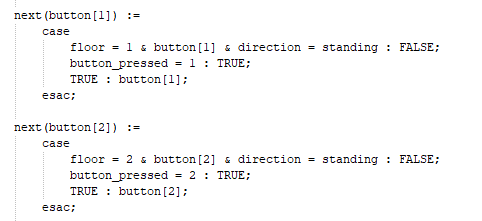 next(button[1]) :=
    case
        floor = 1 & button[1] & direction = standing : FALSE;
        button_pressed = 1 : TRUE;
        TRUE : button[1];
    esac;

next(button[2]) :=
    case
        floor = 2 & button[2] & direction = standing : FALSE;
        button_pressed = 2 : TRUE;
        TRUE : button[2];
    esac;